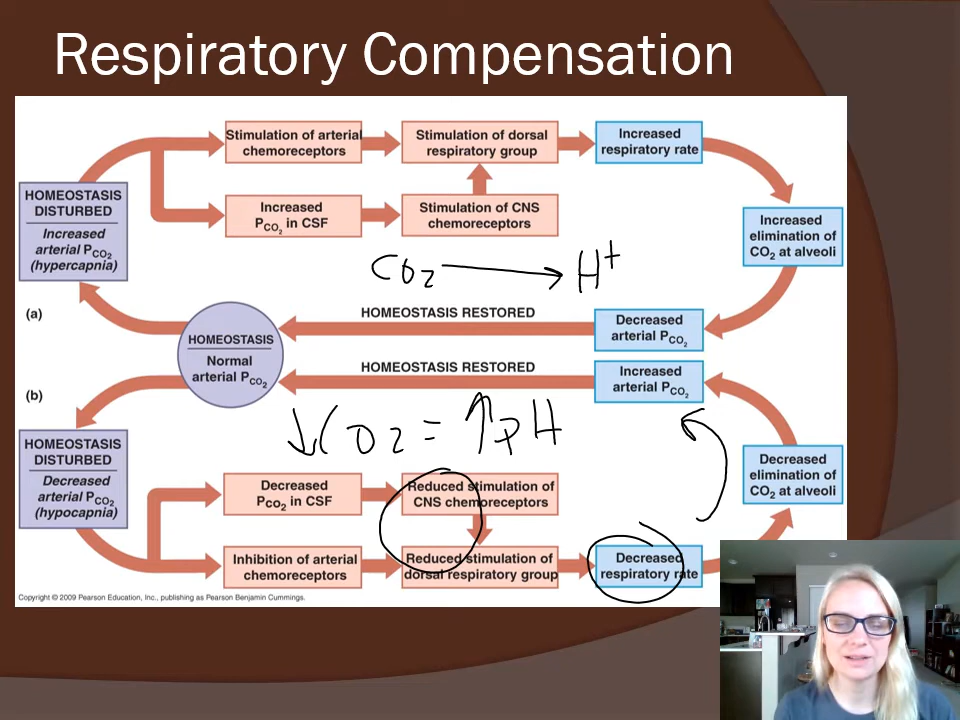 Respiratory Compensation
Stimulation of arterial
chemoreceptors
Stimulation of dorsal
respiratory group
Increased
respiratory rate
HOMEOSTASIS
DISTURBED
Increased
arterial PCO2
(hypercapnia)
Increased
PCO2 in CSF
Stimulation of CNS
chemoreceptors
Increased
elimination of
CO2 at alveoli
CO2 → H+
(a)
HOMEOSTASIS RESTORED
Decreased
arterial PCO2
HOMEOSTASIS
Normal
arterial PCO2
HOMEOSTASIS RESTORED
Increased
arterial PCO2
(b)
↓CO2 = ↑pH
HOMEOSTASIS
DISTURBED
Decreased
arterial PCO2
(hypocapnia)
Decreased
PCO2 in CSF
Reduced stimulation of
CNS chemoreceptors
Decreased
elimination of
CO2 at alveoli
Inhibition of arterial
chemoreceptors
Reduced stimulation of
dorsal respiratory group
Decreased
respiratory rate
Copyright © 2009 Pearson Education, Inc., publishing as Pearson Benjamin Cummings.